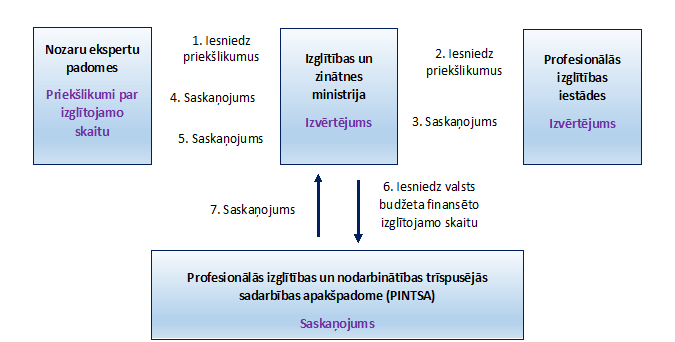 Nozaru ekspertu
padomes
Priekšlikumi par
izglītojamo
skaitu
1. Iesniedz
priekšlikumus
4. Saskaņojums
5. Saskaņojums
Izglītības un
zinātnes
ministrija
Izvērtējums
2. Iesniedz
priekšlikumus
3. Saskaņojums
Profesionālās
izglītības
iestādes
Izvērtējums
7. Saskaņojums
6. Iesniedz valsts
budžeta finansēto
izglītojamo skaitu
Profesionālās izglītības un nodarbinātības trīspusējās
sadarbības apakšpadome (PINTSA)
Saskaņojums